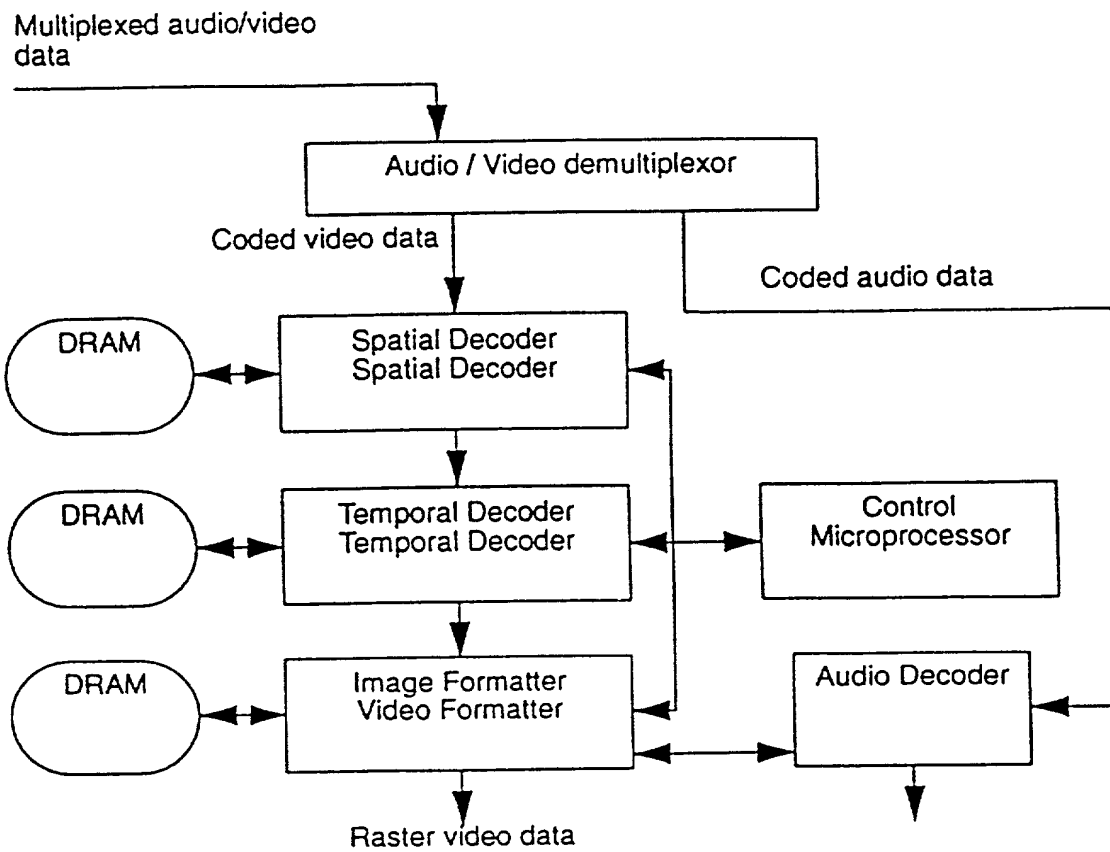 Multiplexed audio/video
data
Audio / Video demultiplexor
Coded video data
Coded audio data
DRAM
Spatial Decoder
Spatial Decoder
DRAM
Temporal Decoder
Temporal Decoder
Control
Microprocessor
DRAM
Image Formatter
Video Formatter
Audio Decoder
Raster video data